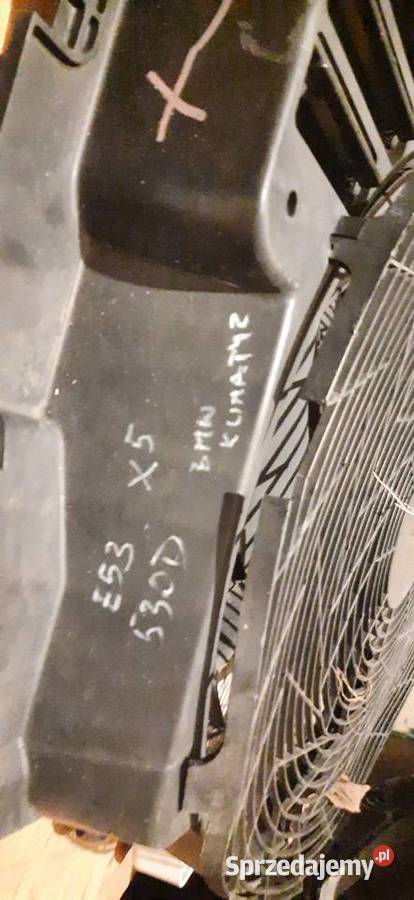 E53 X5
530D
BMW
KLIMATYZ
Sprzedajemy.pl